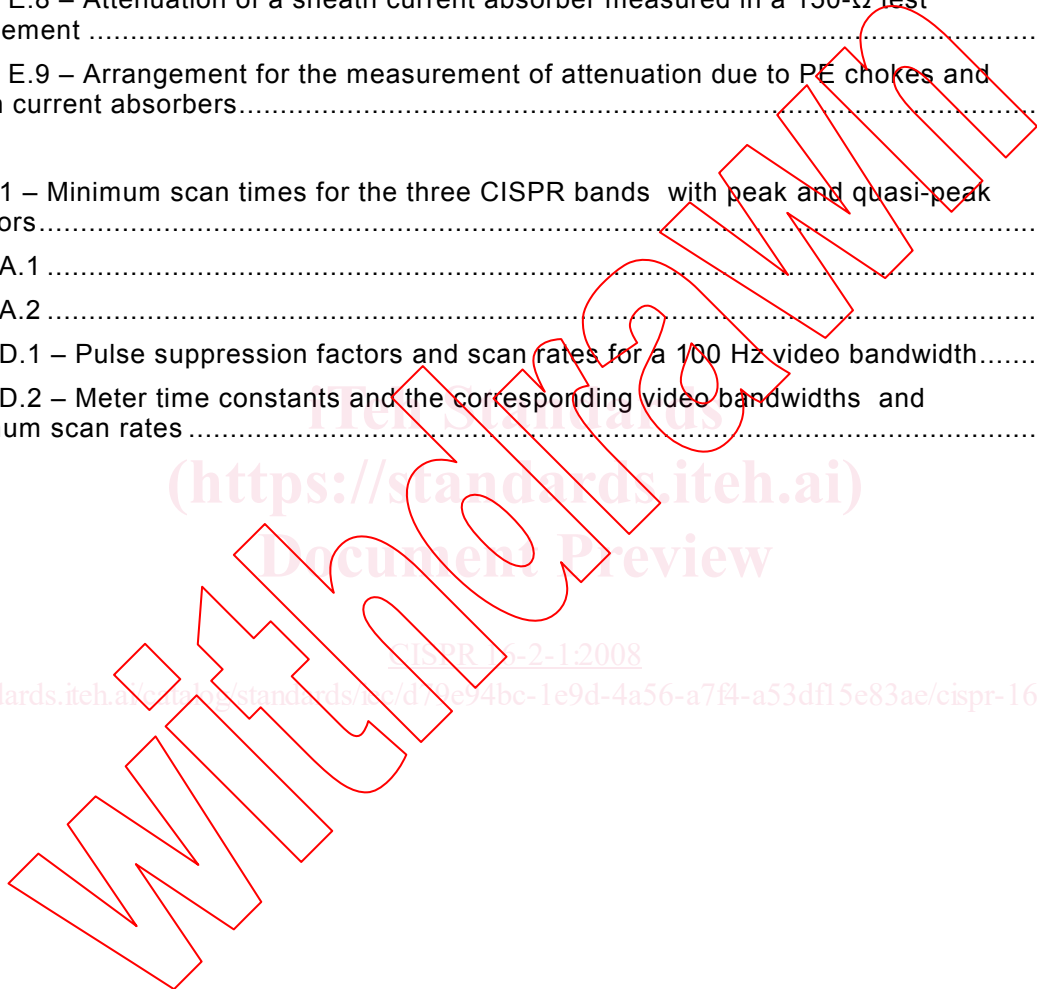 E.8 – Attenuation of a sheath current absorber measured in a 150-Ω test
ement ........................................................................................................................
E.9 – Arrangement for the measurement of attenuation due to PE chokes and
current absorbers................................................................................................
1 – Minimum scan times for the three CISPR bands with peak and quasi-peak
ors........................................................................................................................
A.1 ........................................................................................................................
A.2 ........................................................................................................................
D.1 – Pulse suppression factors and scan rates for a 100 Hz video bandwidth.......
D.2 – Meter time constants and the corresponding video bandwidths and
um scan rates ........................................................................................................
iTeh Standards
(https://standards.iteh.ai)
Document Preview
CISPR 16-2-1:2008
dards.iteh.ai/catalog/standards/iec/d79e94bc-1e9d-4a56-a7f4-a53df15e83ae/cispr-16
withdrawn